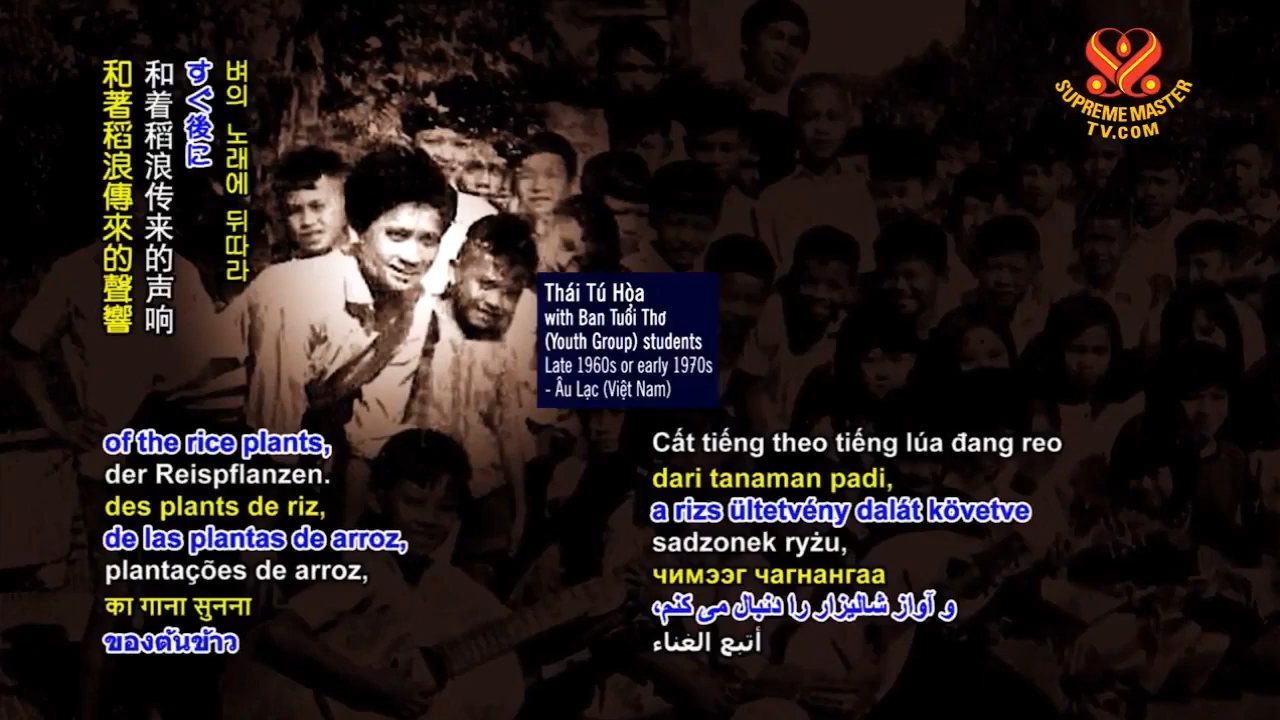 벼의 노래에 뒤따라
すぐ後に
和着稻浪传来的声响
和著稻浪傳來的聲響
SUPREME MASTER
TV.COM
Thái Tú Hòa
with Ban Tuổi Thơ
(Youth Group) students
Late 1960s or early 1970s
- Âu Lạc (Việt Nam)
of the rice plants,
der Reispflanzen.
des plants de riz,
de las plantas de arroz,
plantações de arroz,
का गाना सुनना
ของต้นข้าว
Cất tiếng theo tiếng lúa đang reo
dari tanaman padi,
a rizs ültetvény dalát követve
sadzonek ryżu,
чимээг чагнангаа
و آواز شالیزار را دنبال می کنم،
أتبع الغناء